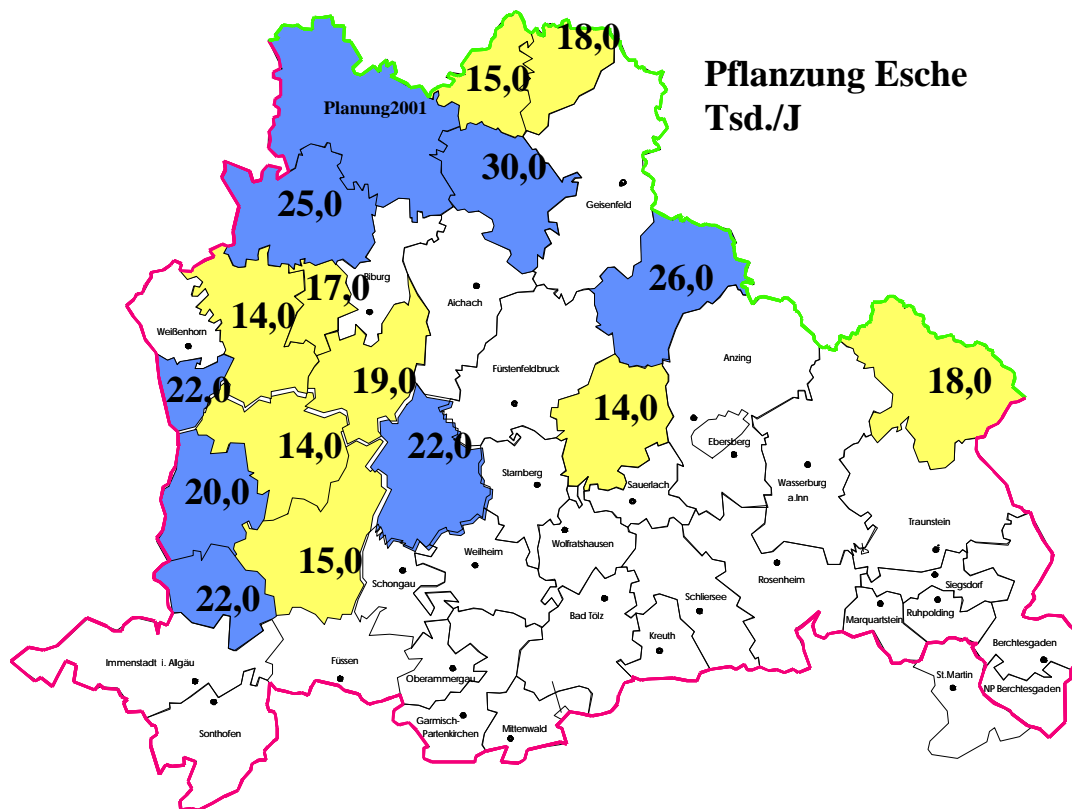 18,0
15,0
Pflanzung Esche
Tsd./J
Planung2001
30,0
25,0
Geisenfeld
26,0
17,0
Biburg
Aichach
14,0
Weißenhorn
Anzing
Fürstenfeldbruck
22,0
19,0
14,0
18,0
14,0
22,0
Ebersberg
Starnberg
Sauerlach
Wasserburg
a.Inn
20,0
Traunstein
Wolfratshausen
Weilheim
15,0
Schongau
Rosenheim
Siegsdorf
22,0
Schliersee
Bad Tölz
Ruhpolding
Marquartstein
Kreuth
Berchtesgaden
Immenstadt i. Allgäu
Füssen
Oberammergau
St.Martin
NP Berchtesgaden
Garmisch-
Partenkirchen
Mittenwald
Sonthofen